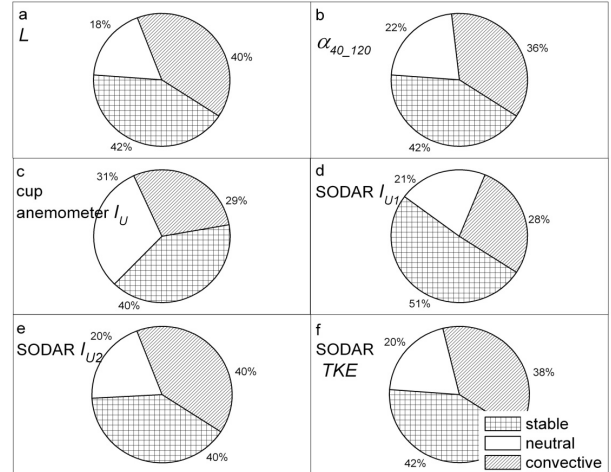 a
L
18%
40%
42%
b
α40_120
22%
36%
42%
c
cup
anemometer IU
31%
29%
40%
d
SODAR IU1
21%
28%
51%
e
SODAR IU2
20%
40%
40%
f
SODAR
TKE
20%
38%
42%
stable
neutral
convective